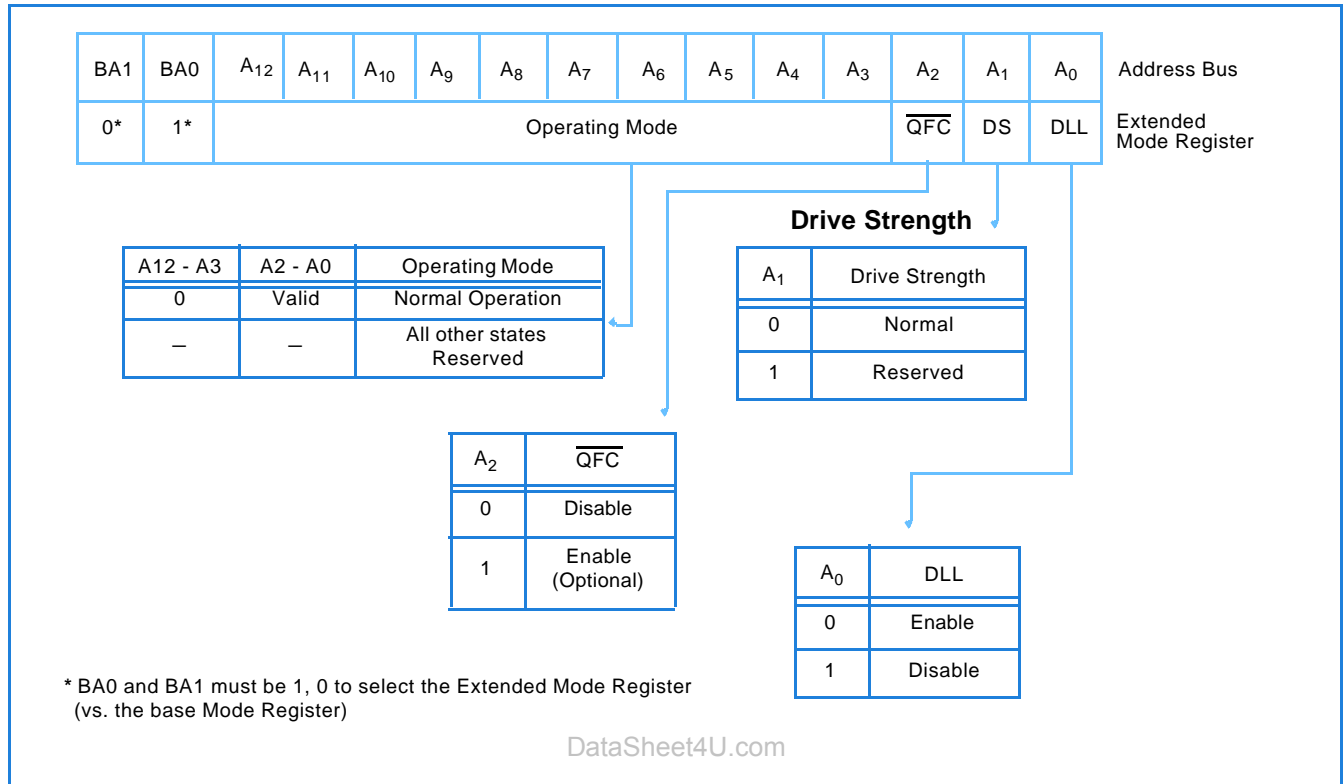 BA1 BA0 A12 A11 A10 A9 A8 A7 A6 A5 A4 A3 A2 A1 A0 Address Bus
0* 1* Operating Mode Q̅F̅C̅ DS DLL Extended
Mode Register
Drive Strength
A12 - A3 A2 - A0 Operating Mode
0 Valid Normal Operation
– – All other states
Reserved
A1 Drive Strength
0 Normal
1 Reserved
A2 Q̅F̅C̅
0 Disable
1 Enable
(Optional)
A0 DLL
0 Enable
1 Disable
* BA0 and BA1 must be 1, 0 to select the Extended Mode Register
(vs. the base Mode Register)
DataSheet4U.com